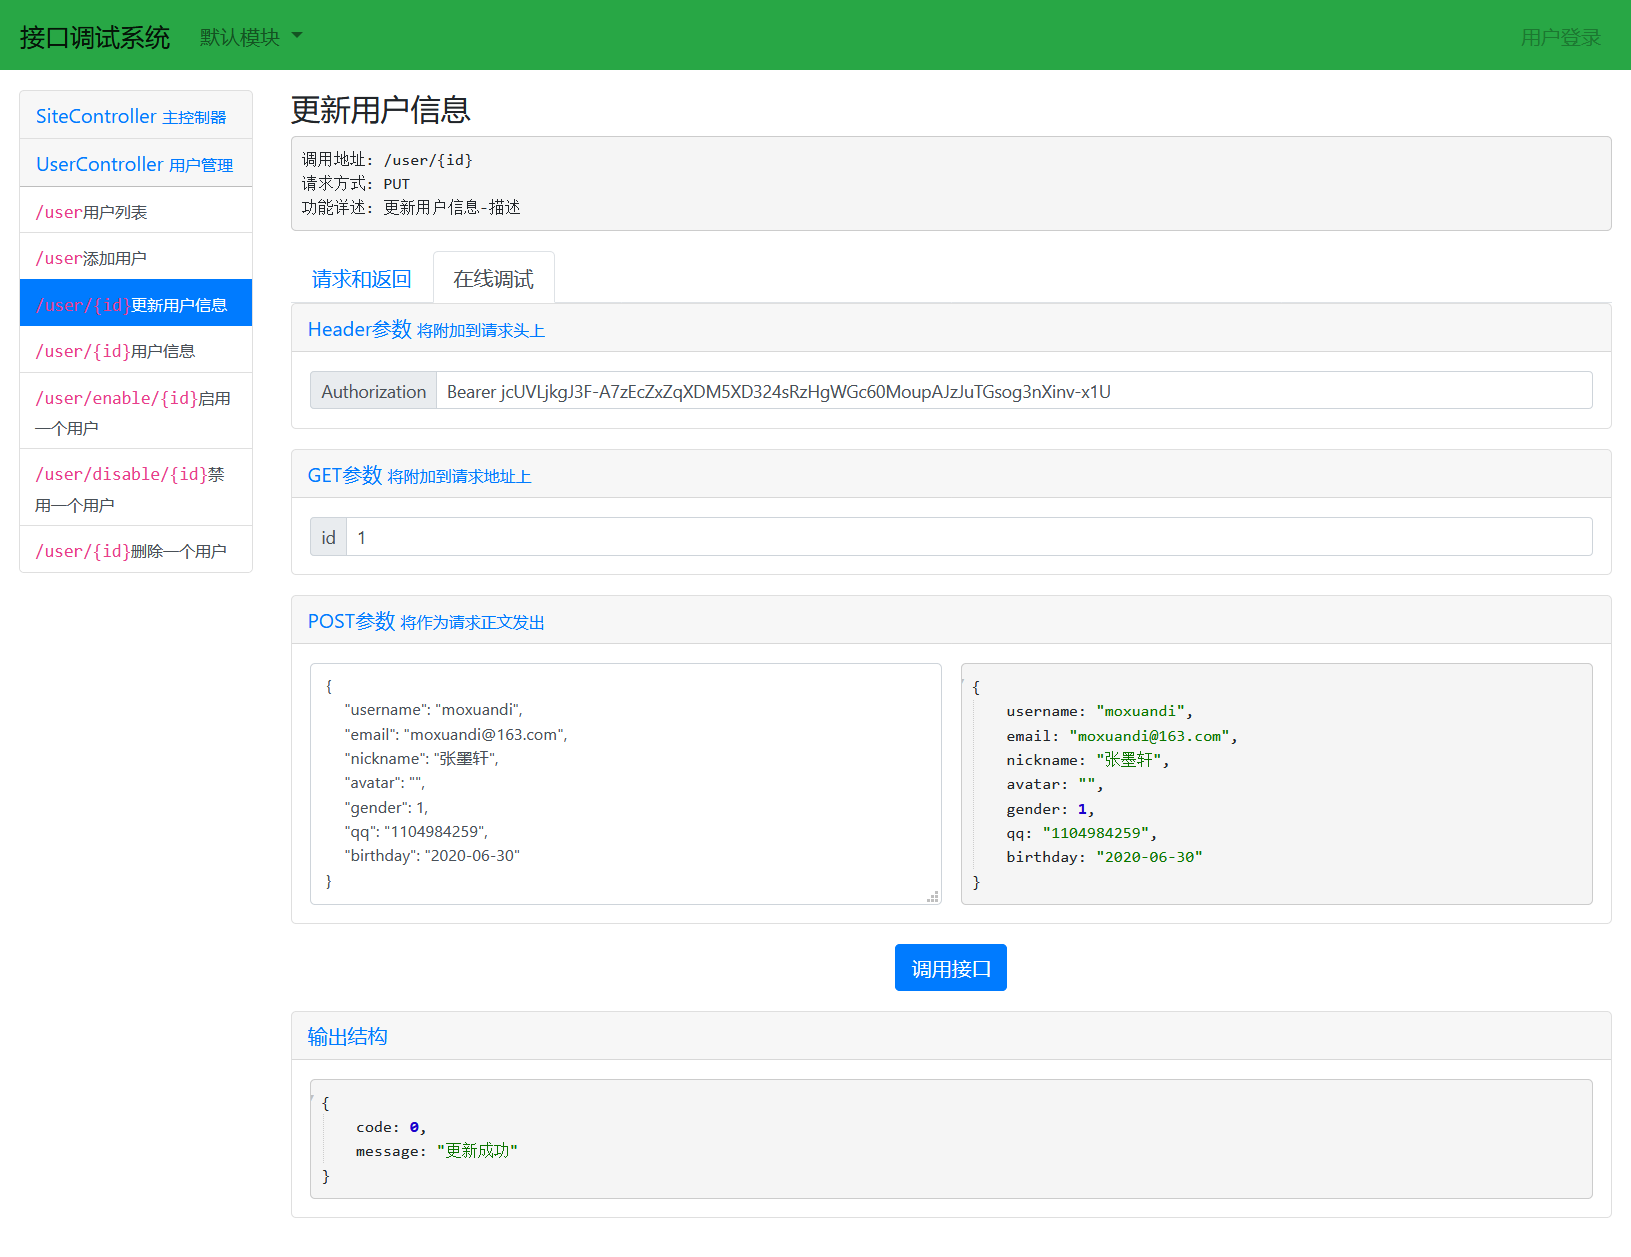 接口调试系统 默认模块 用户登录
SiteController 主控制器
UserController 用户管理
/user用户列表
/user添加用户
/user/{id}更新用户信息
/user/{id}用户信息
/user/enable/{id}启用
一个用户
/user/disable/{id}禁
用一个用户
/user/{id}删除一个用户
更新用户信息
调用地址: /user/{id}
请求方式: PUT
功能详述: 更新用户信息-描述
请求和返回 在线调试
Header参数 将附加到请求头上
Authorization Bearer jcUVLjkgJ3F-A7zEcZxZqXDM5XD324sRzHgWGc60MoupAJzJuTGsog3nXinv-x1U
GET参数 将附加到请求地址上
id 1
POST参数 将作为请求正文发出
{
"username": "moxuandi",
"email": "moxuandi@163.com",
"nickname": "张墨轩",
"avatar": "",
"gender": 1,
"qq": "1104984259",
"birthday": "2020-06-30"
}
{
username: "moxuandi",
email: "moxuandi@163.com",
nickname: "张墨轩",
avatar: "",
gender: 1,
qq: "1104984259",
birthday: "2020-06-30"
}
调用接口
输出结构
{
code: 0,
message: "更新成功"
}